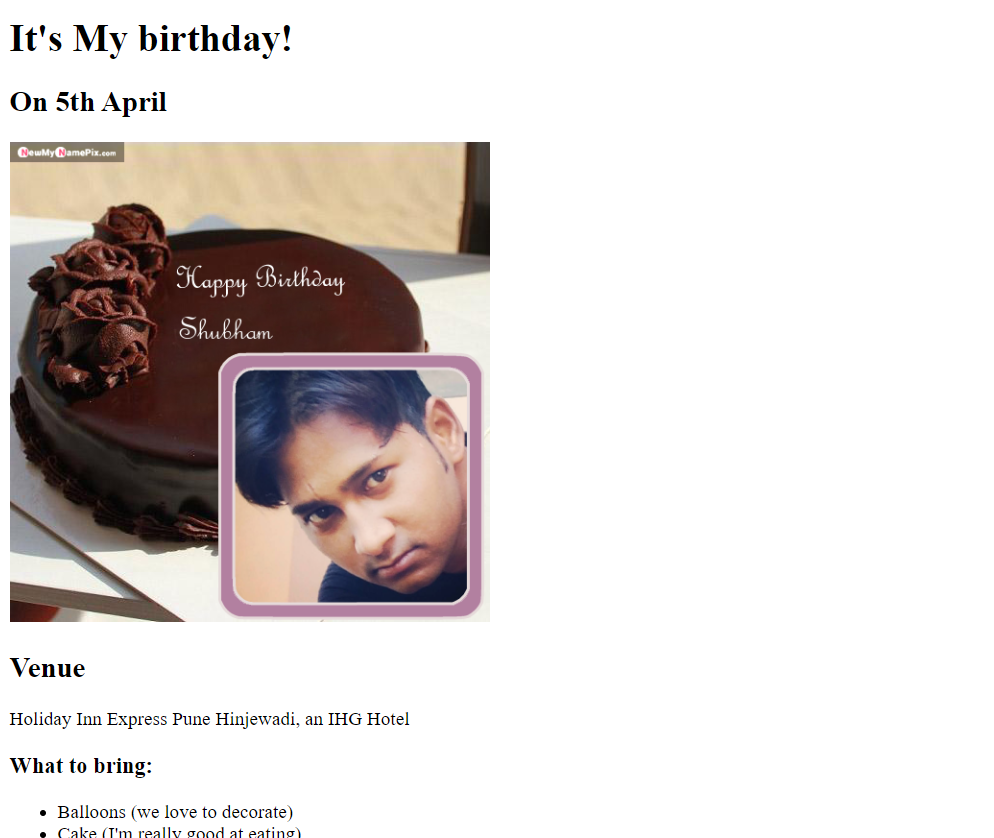 It's My birthday!
On 5th April
NewMyNamePix.com
Happy Birthday
Shubham
Venue
Holiday Inn Express Pune Hinjewadi, an IHG Hotel
What to bring:
Balloons (we love to decorate)
Cake (I'm really good at eating)